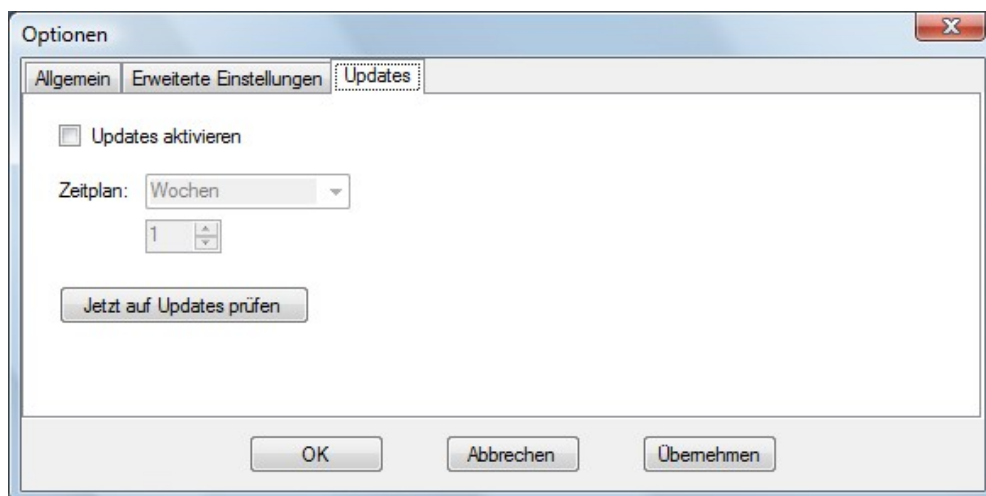 Optionen
Allgemein Erweiterte Einstellungen Updates
Updates aktivieren
Zeitplan: Wochen
1
Jetzt auf Updates prüfen
OK Abbrechen Übernehmen